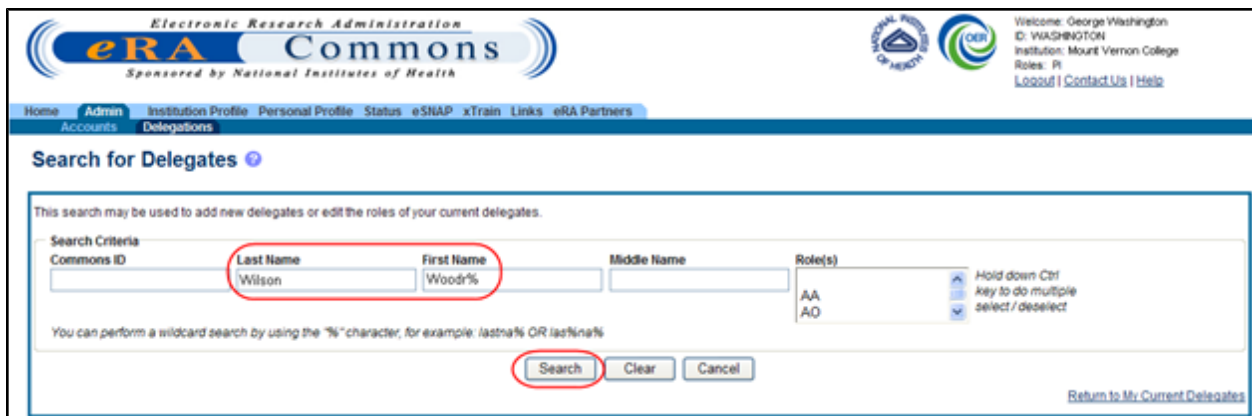 Electronic Research Administration
eRA Commons
Sponsored by National Institutes of Health
NATIONAL INSTITUTES OF HEALTH
OER
Welcome: George Washington
ID: WASHINGTON
Institution: Mount Vernon College
Roles: PI
Logout | Contact Us | Help
Home Admin Institution Profile Personal Profile Status eSNAP xTrain Links eRA Partners
Accounts Delegations
Search for Delegates ?
This search may be used to add new delegates or edit the roles of your current delegates.
Search Criteria
Commons ID Last Name First Name Middle Name Role(s)
Wilson Woodr%
AA
AO
Hold down Ctrl
key to do multiple
select / deselect
You can perform a wildcard search by using the "%" character, for example: lastna% OR las%na%
Search Clear Cancel
Return to My Current Delegates